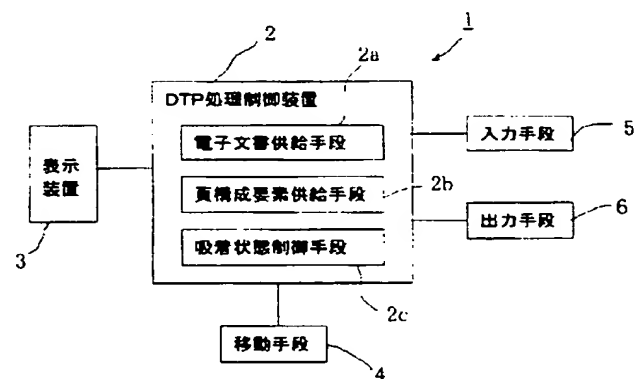 1
2
2a
DTP処理制御装置
電子文書供給手段
入力手段
5
表示
装置
頁構成要素供給手段
2b
3
出力手段
6
吸着状態制御手段
2c
移動手段
4